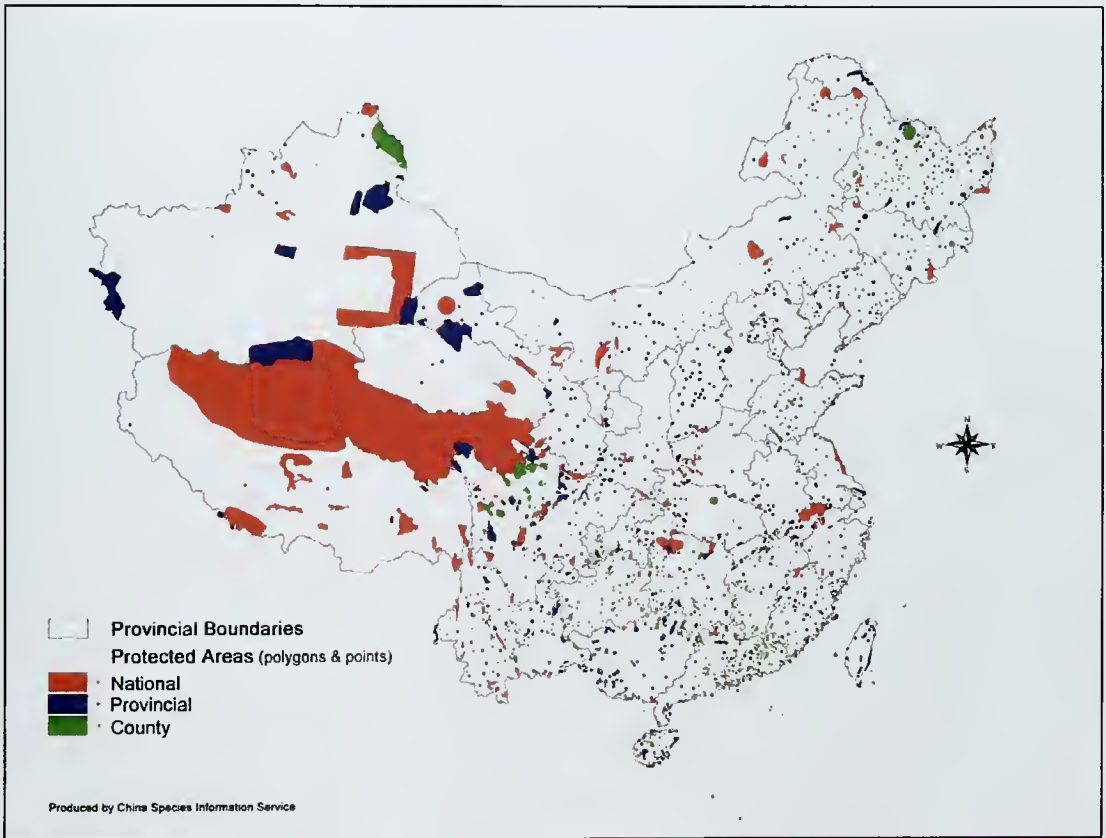 N
W
E
Provincial Boundaries
Protected Areas (polygons & points)
National
Provincial
County
Produced by China Species Information Service